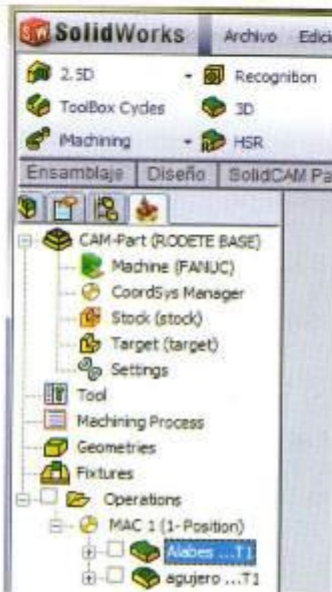 SolidWorks Archivo Edici
2.5D Recognition
ToolBox Cycles 3D
iMachining HSR
Ensamblaje Diseño SolidCAM Pa
CAM-Part (RODETE BASE)
Machine (FANUC)
CoordSys Manager
Stock (stock)
Target (target)
Settings
Tool
Machining Process
Geometries
Fixtures
Operations
MAC 1 (1- Position)
Alabes ...T1
agujero ...T1